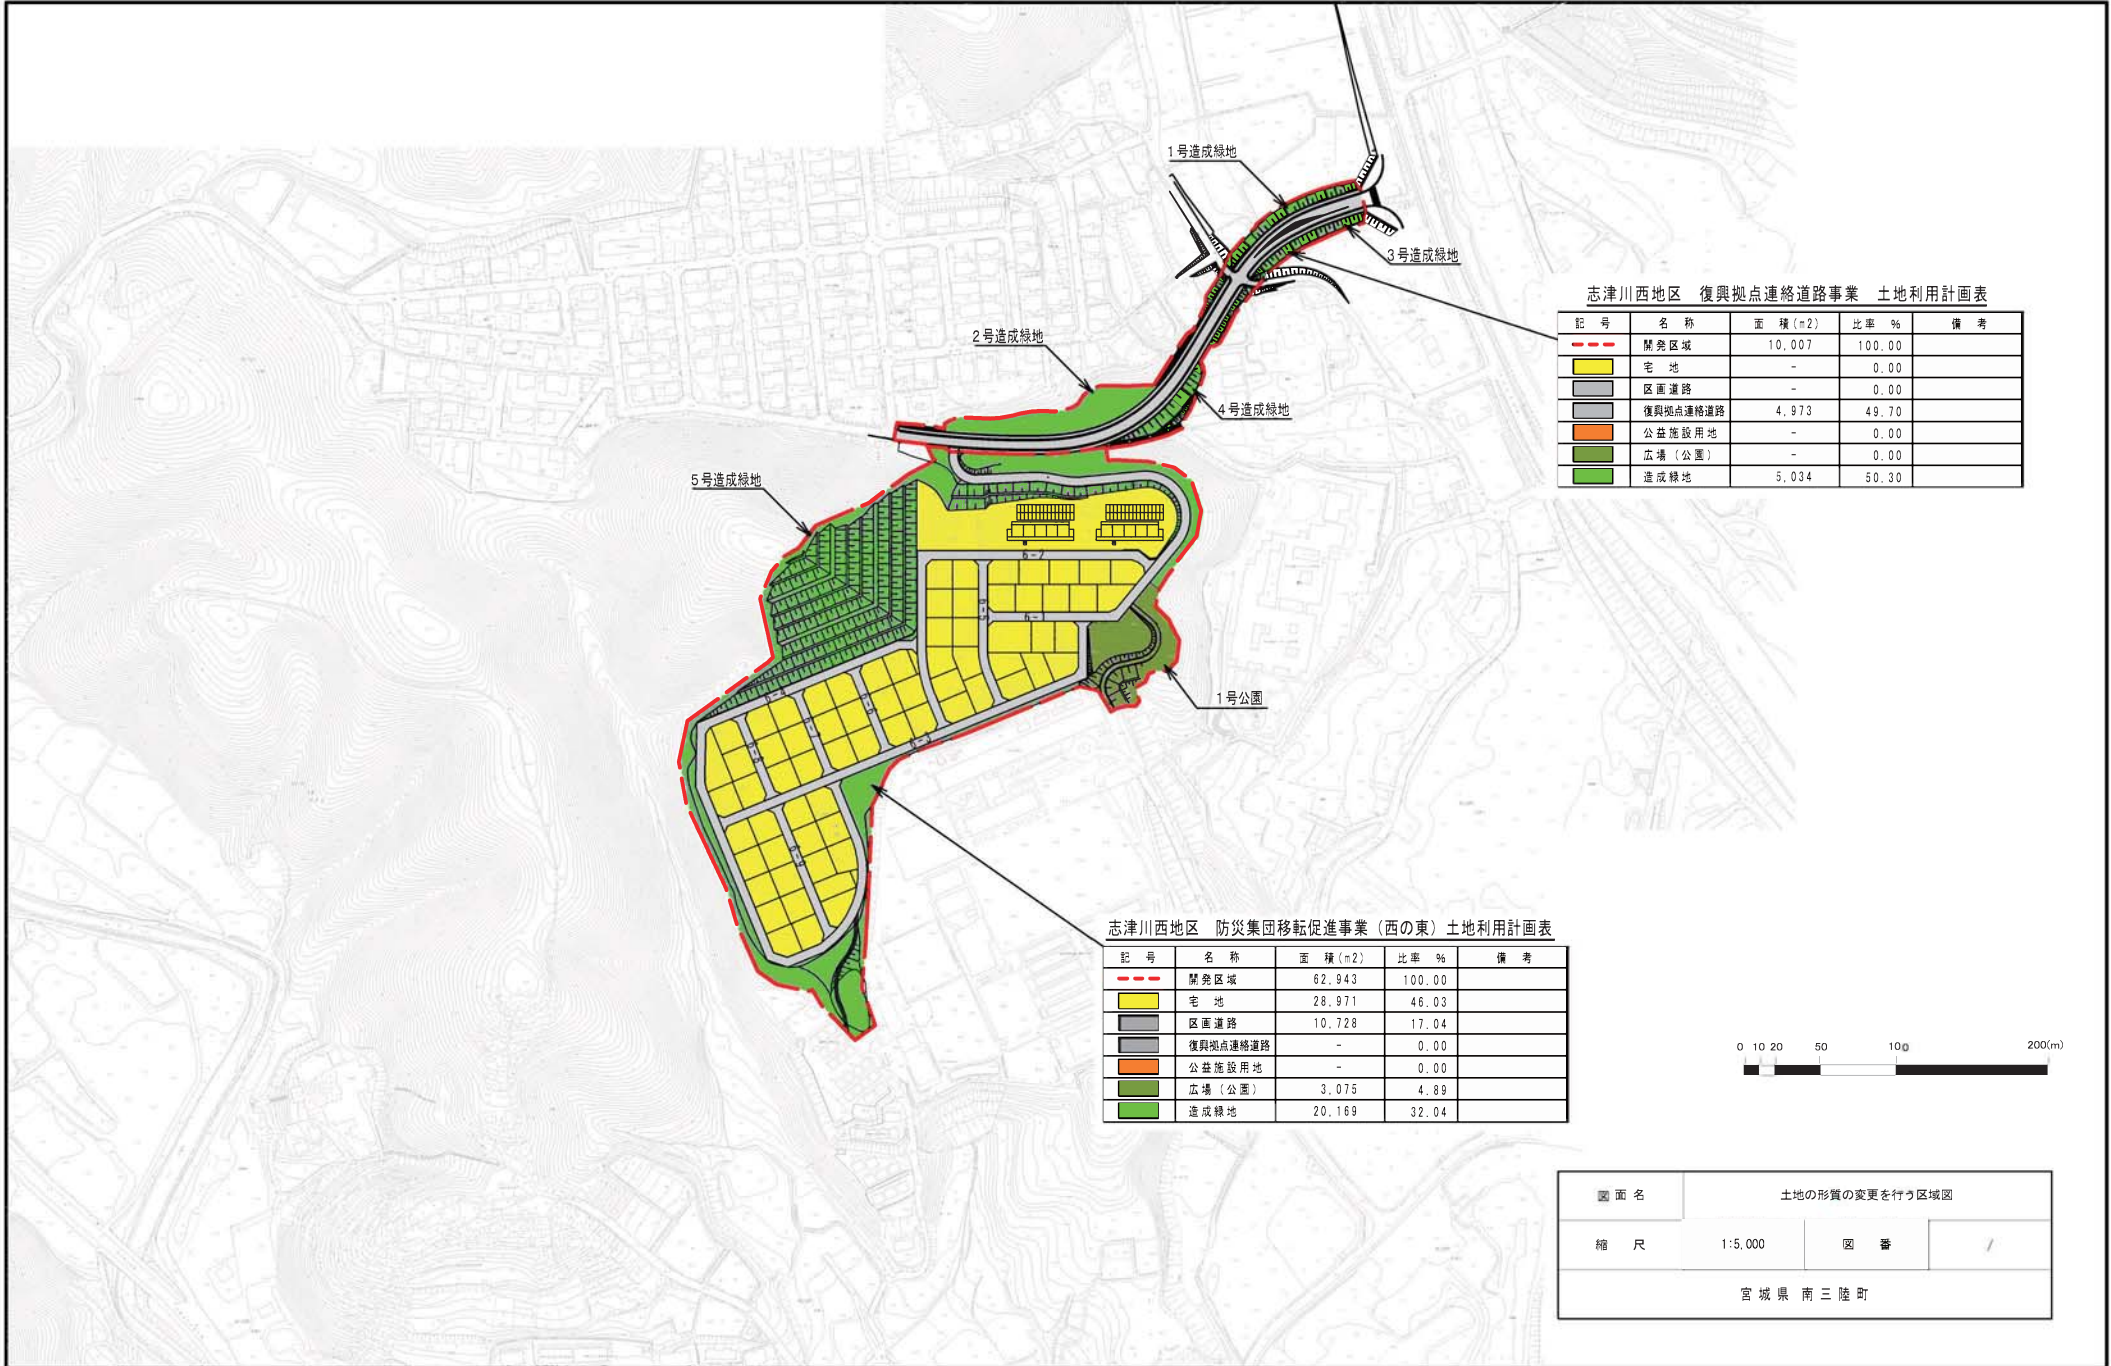 1号造成緑地
3号造成緑地
2号造成緑地
4号造成緑地
5号造成緑地
1号公園
6-2
6-1
志津川西地区 復興拠点連絡道路事業 土地利用計画表
記号 名称 面積(m2) 比率 % 備考
開発区域 10,007 100.00
宅地 - 0.00
区画道路 - 0.00
復興拠点連絡道路 4,973 49.70
公益施設用地 - 0.00
広場(公園) - 0.00
造成緑地 5,034 50.30
志津川西地区 防災集団移転促進事業(西の東)土地利用計画表
記号 名称 面積(m2) 比率 % 備考
開発区域 62,943 100.00
宅地 28,971 46.03
区画道路 10,728 17.04
復興拠点連絡道路 - 0.00
公益施設用地 - 0.00
広場(公園) 3,075 4.89
造成緑地 20,169 32.04
0 10 20 50 100 200(m)
図面名 土地の形質の変更を行う区域図
縮尺 1:5,000 図番 /
宮城県 南三陸町